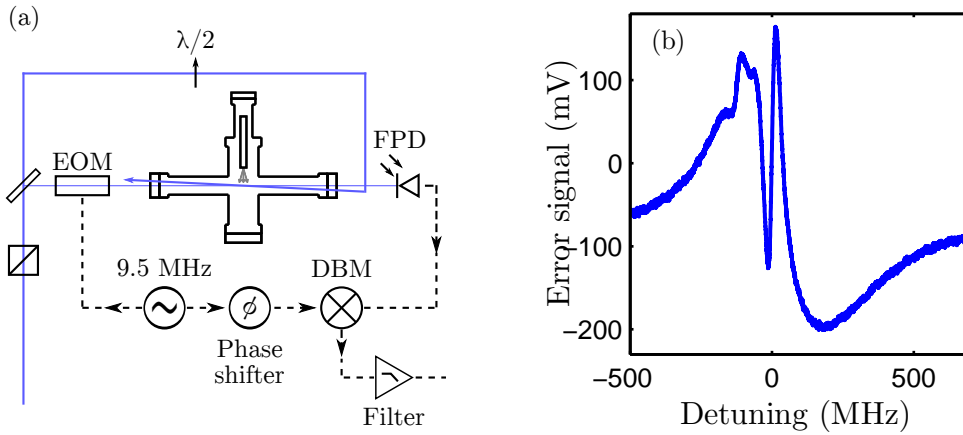 (a)
λ/2
EOM
FPD
9.5 MHz
DBM
ϕ
Phase
shifter
Filter
(b)
Error signal (mV)
100
0
−100
−200
−500
0
500
Detuning (MHz)